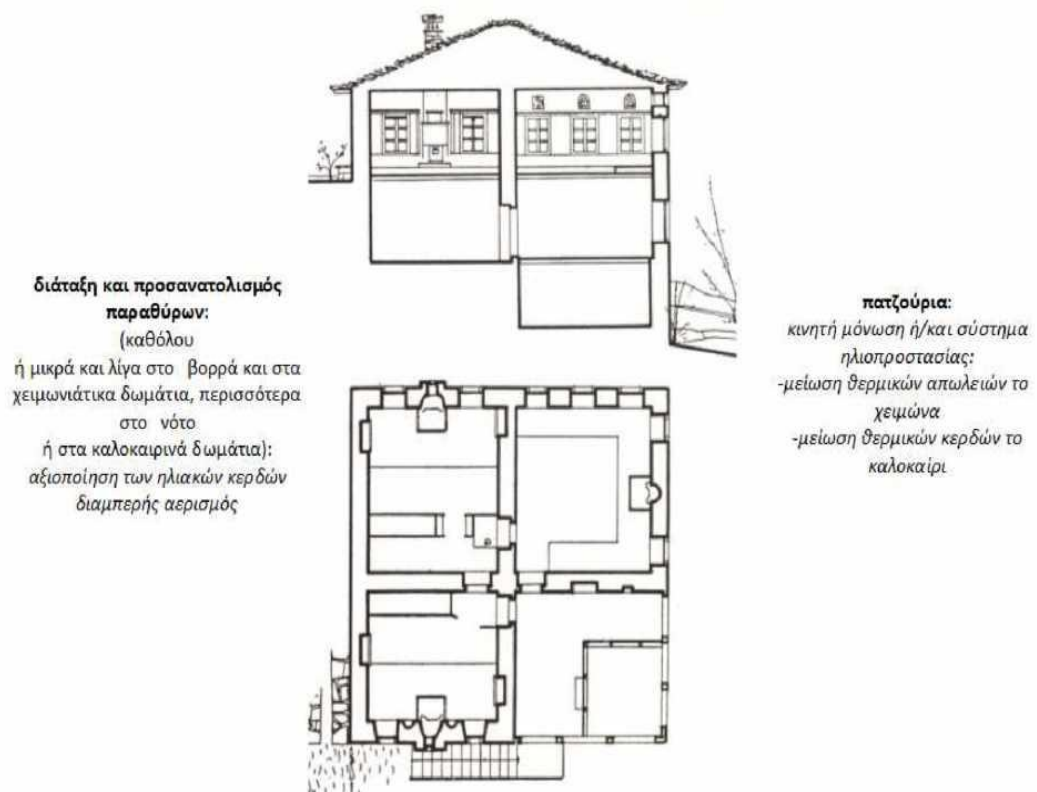 διάταξη και προσανατολισμός
παραθύρων:
(καθόλου
ή μικρά και λίγα στο βορρά και στα
χειμωνιάτικα δωμάτια, περισσότερα
στο νότο
ή στα καλοκαιρινά δωμάτια):
αξιοποίηση των ηλιακών κερδών
διαμπερής αερισμός
πατζούρια:
κινητή μόνωση ή/και σύστημα
ηλιοπροστασίας:
-μείωση θερμικών απωλειών το
χειμώνα
-μείωση θερμικών κερδών το
καλοκαίρι